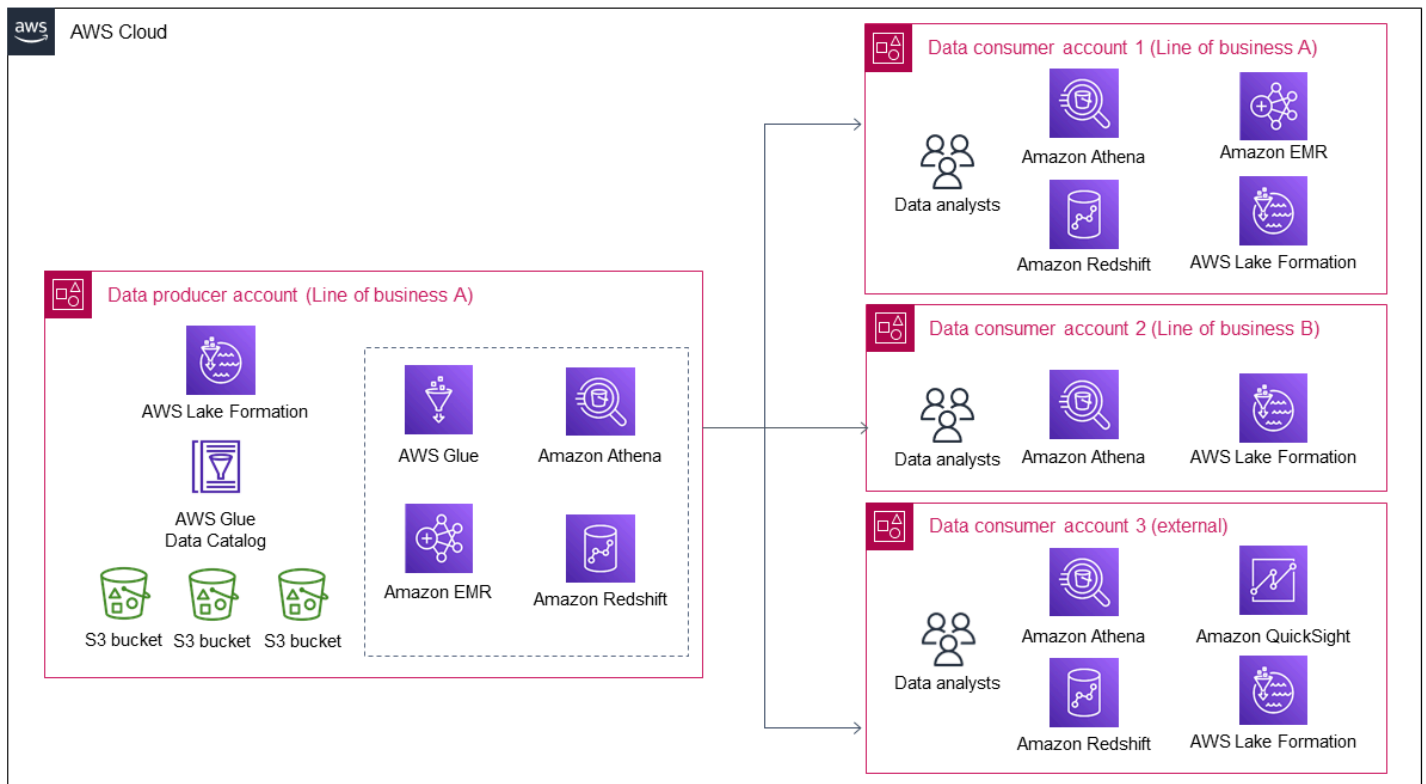 aws
AWS Cloud
Data consumer account 1 (Line of business A)
Amazon Athena
Amazon EMR
Data analysts
Amazon Redshift
AWS Lake Formation
Data producer account (Line of business A)
AWS Lake Formation
AWS Glue
Data Catalog
S3 bucket
S3 bucket
S3 bucket
AWS Glue
Amazon Athena
Amazon EMR
Amazon Redshift
Data consumer account 2 (Line of business B)
Data analysts
Amazon Athena
AWS Lake Formation
Data consumer account 3 (external)
Amazon Athena
Amazon QuickSight
Data analysts
Amazon Redshift
AWS Lake Formation